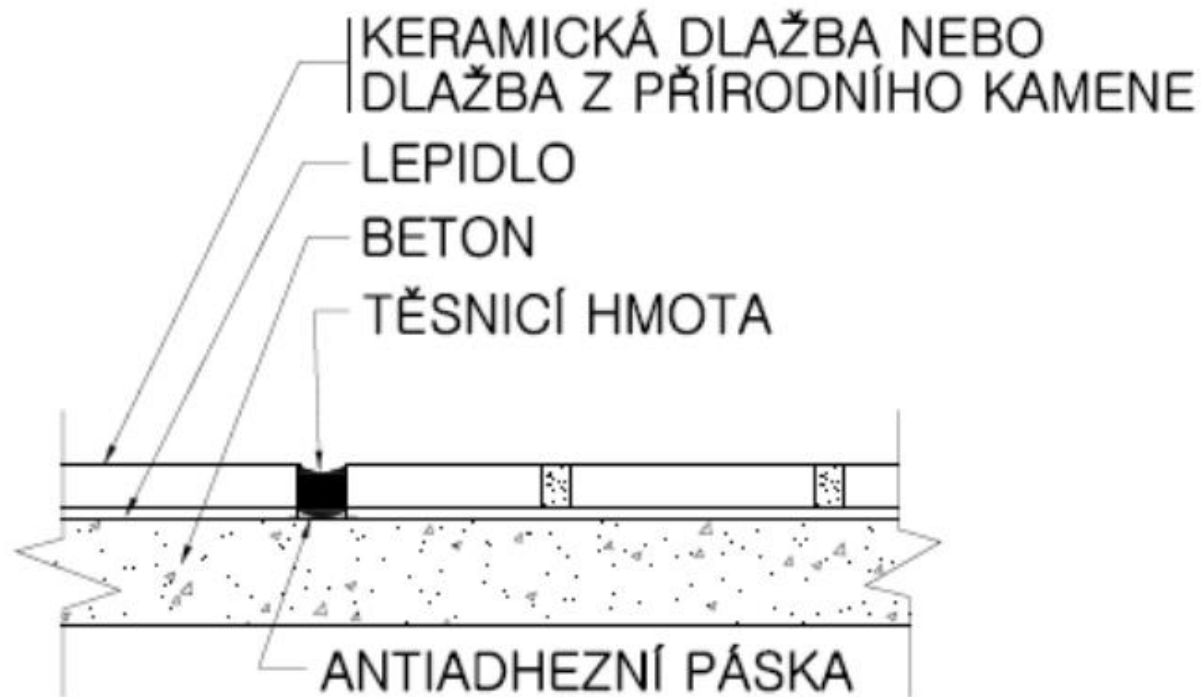 KERAMICKÁ DLAŽBA NEBO
DLAŽBA Z PŘÍRODNÍHO KAMENE
LEPIDLO
BETON
TĚSNICÍ HMOTA
ANTIADHEZNÍ PÁSKA